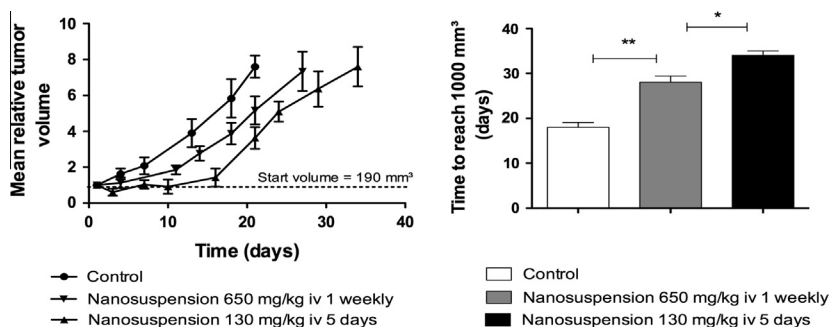 Mean relative tumor
volume
10
8
6
4
2
0
Start volume = 190 mm³
0 10 20 30 40
Time (days)
Control
Nanosuspension 650 mg/kg iv 1 weekly
Nanosuspension 130 mg/kg iv 5 days
Time to reach 1000 mm³
(days)
40
30
20
10
0
**
*
Control
Nanosuspension 650 mg/kg iv 1 weekly
Nanosuspension 130 mg/kg iv 5 days